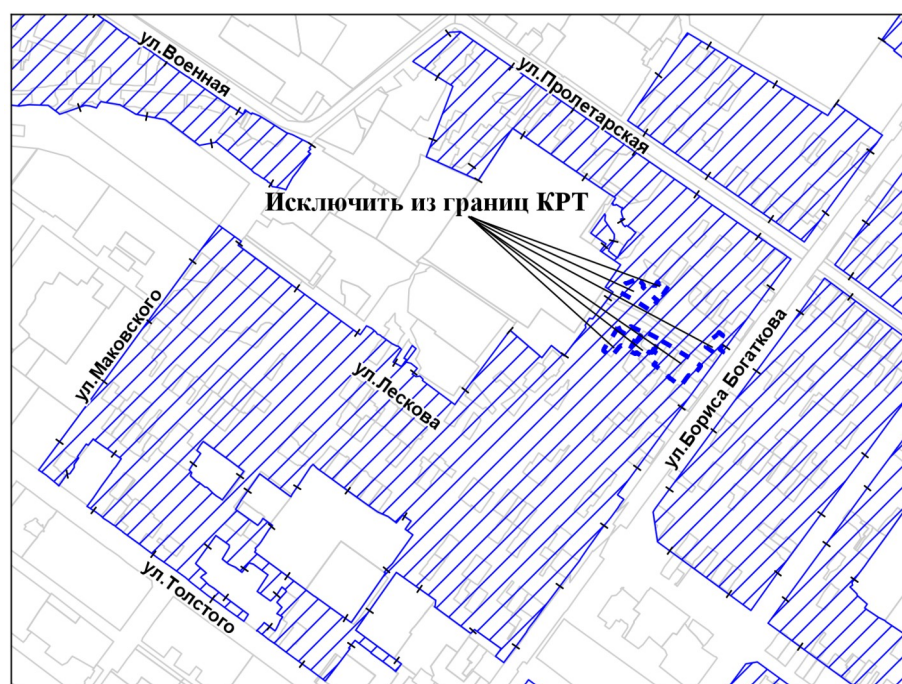 ул.Военная
ул.Пролетарская
Исключить из границ КРТ
ул.Маковского
ул.Лескова
ул.Бориса Богаткова
ул.Толстого